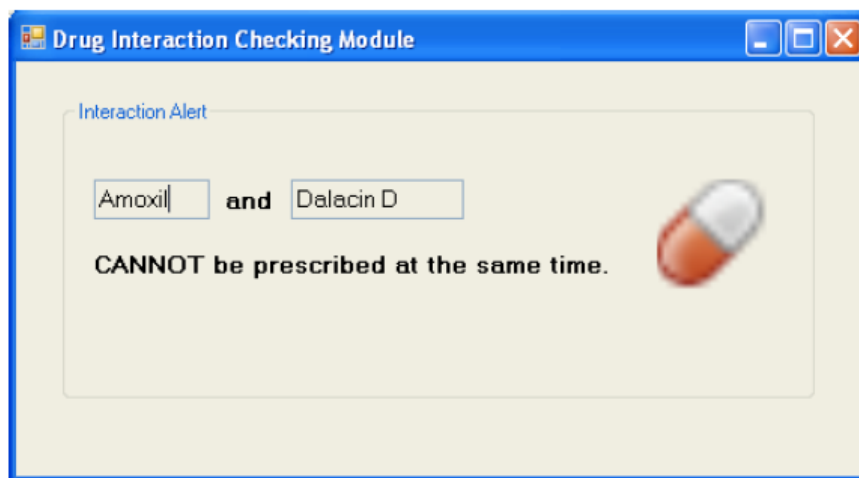 Drug Interaction Checking Module
Interaction Alert
Amoxil and Dalacin D
CANNOT be prescribed at the same time.